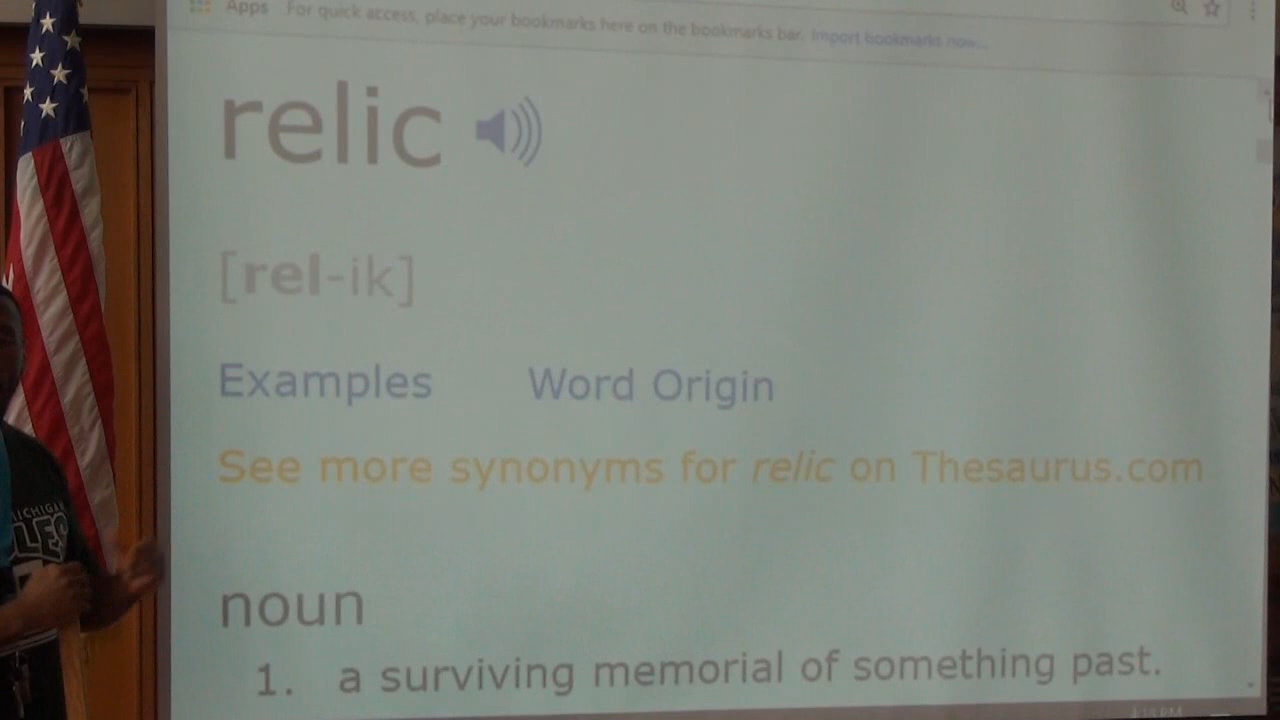 Apps For quick access, place your bookmarks here on the bookmarks bar. Import bookmarks now...
relic
[rel-ik]
Examples Word Origin
See more synonyms for relic on Thesaurus.com
noun
1. a surviving memorial of something past.